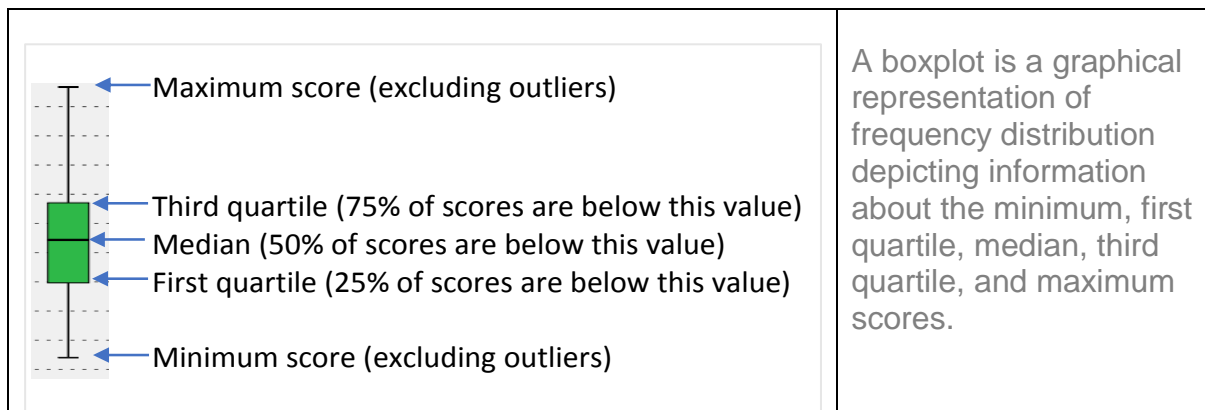 Maximum score (excluding outliers)
Third quartile (75% of scores are below this value)
Median (50% of scores are below this value)
First quartile (25% of scores are below this value)
Minimum score (excluding outliers)
A boxplot is a graphical
representation of
frequency distribution
depicting information
about the minimum, first
quartile, median, third
quartile, and maximum
scores.